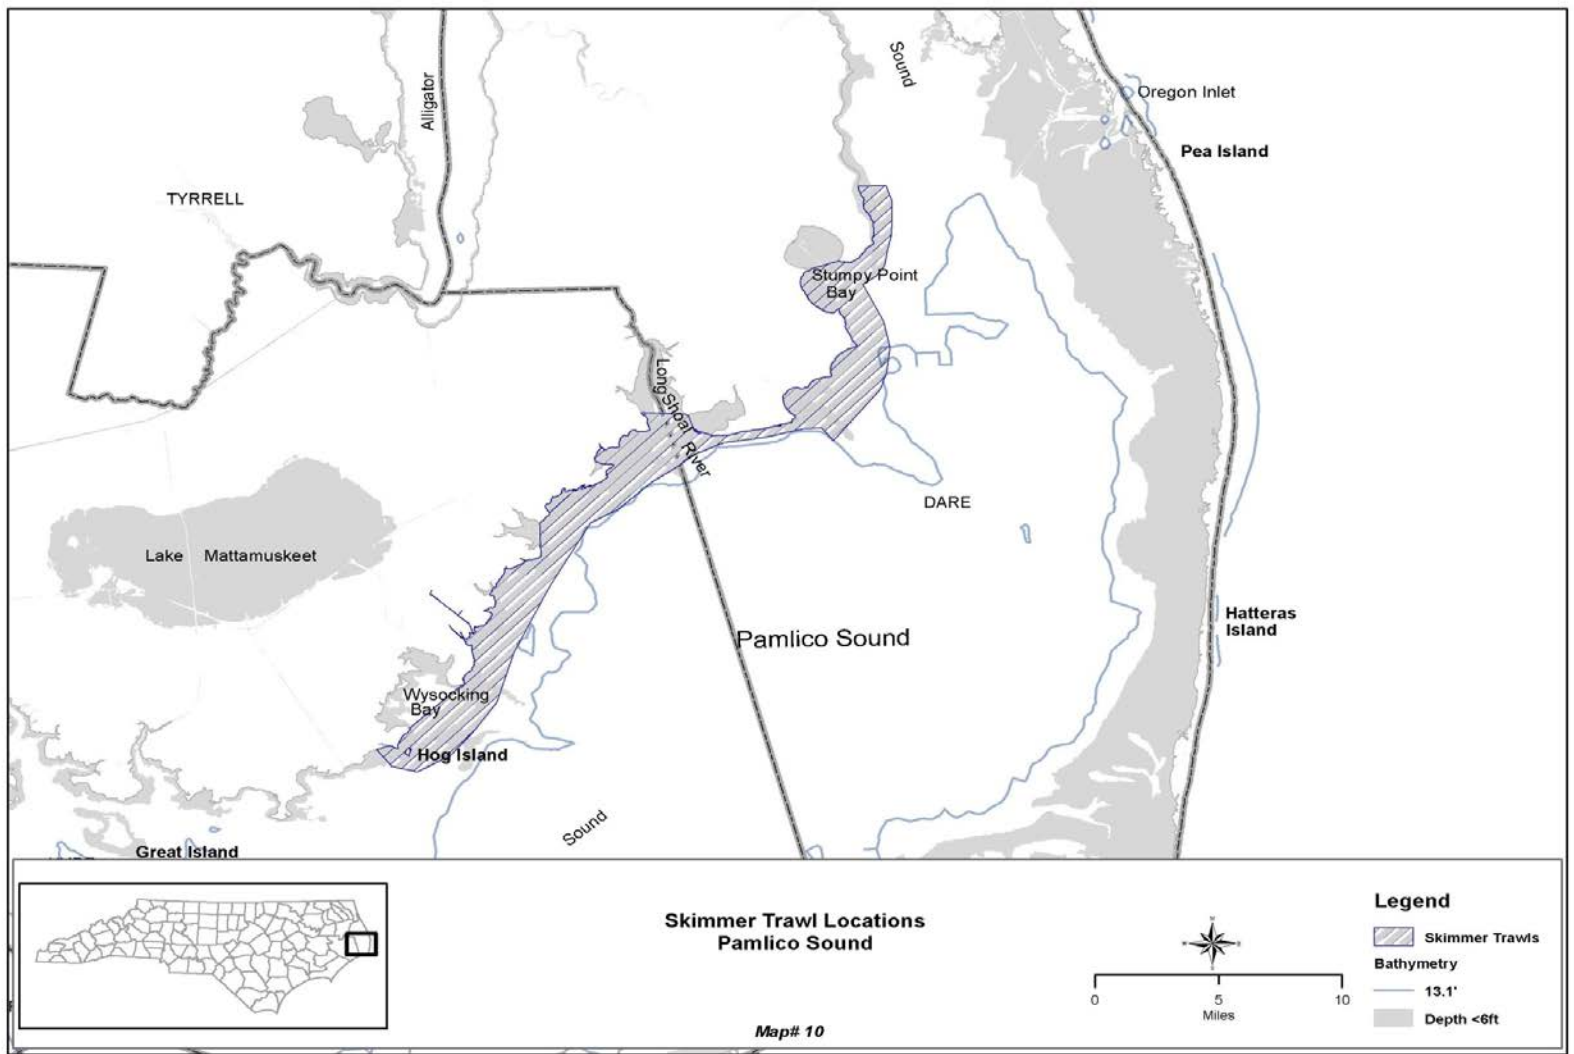 Sound
Alligator
Oregon Inlet
Pea Island
TYRRELL
Stumpy Point
Bay
Long Shoal River
DARE
Lake Mattamuskeet
Hatteras
Island
Pamlico Sound
Wysocking
Bay
Hog Island
Sound
Great Island
Skimmer Trawl Locations
Pamlico Sound
Map# 10
0 5 10
Miles
Legend
Skimmer Trawls
Bathymetry
13.1'
Depth <6ft